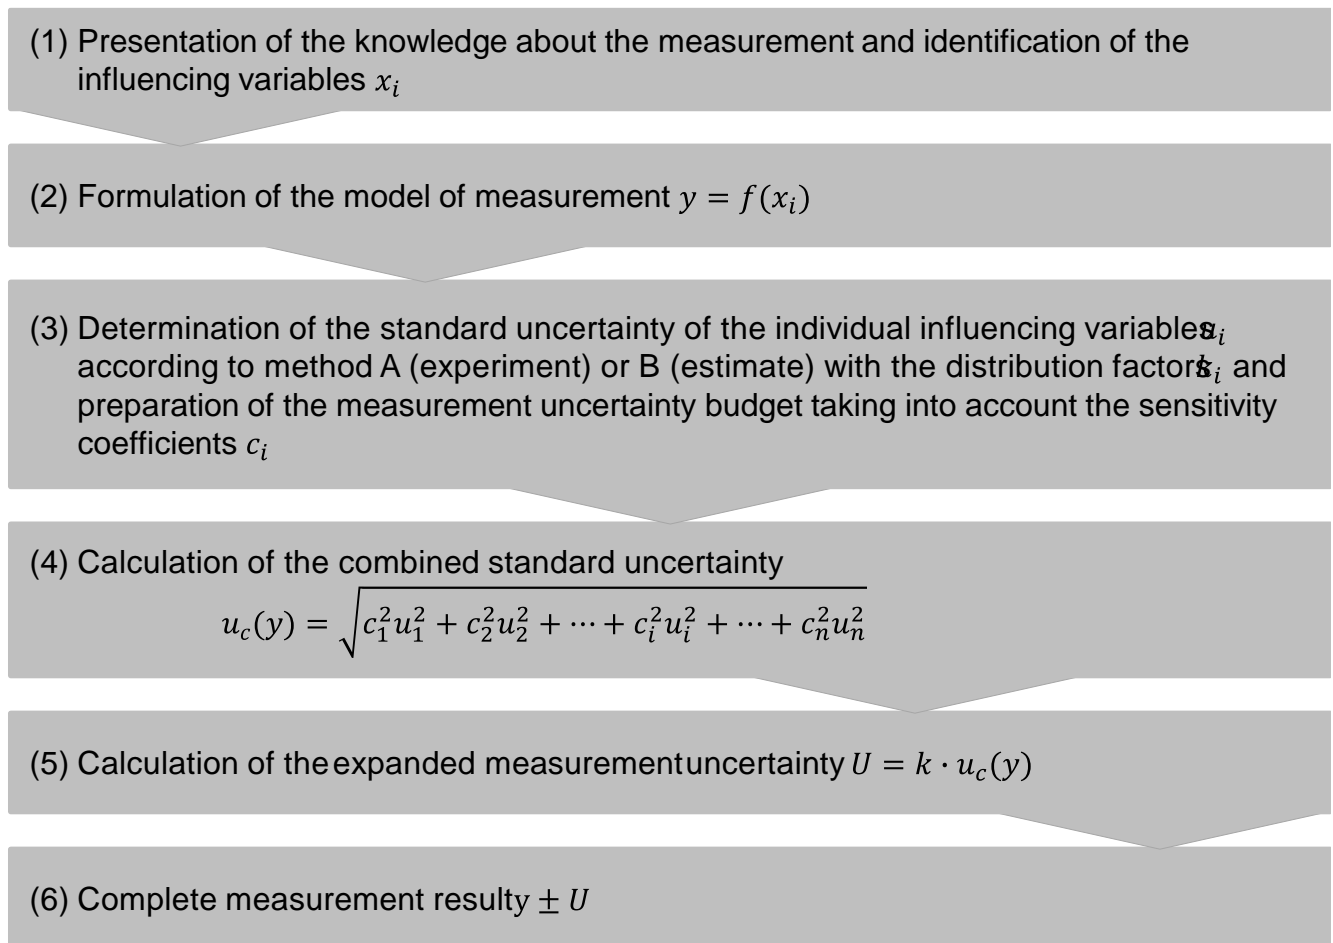 (1) Presentation of the knowledge about the measurement and identification of the
influencing variables xᵢ
(2) Formulation of the model of measurement y = f(xᵢ)
(3) Determination of the standard uncertainty of the individual influencing variables uᵢ
according to method A (experiment) or B (estimate) with the distribution factors kᵢ and
preparation of the measurement uncertainty budget taking into account the sensitivity
coefficients cᵢ
(4) Calculation of the combined standard uncertainty
u_c(y) = √(c₁²u₁² + c₂²u₂² + ⋯ + cᵢ²uᵢ² + ⋯ + cₙ²uₙ²)
(5) Calculation of the expanded measurement uncertainty U = k · u_c(y)
(6) Complete measurement result y ± U